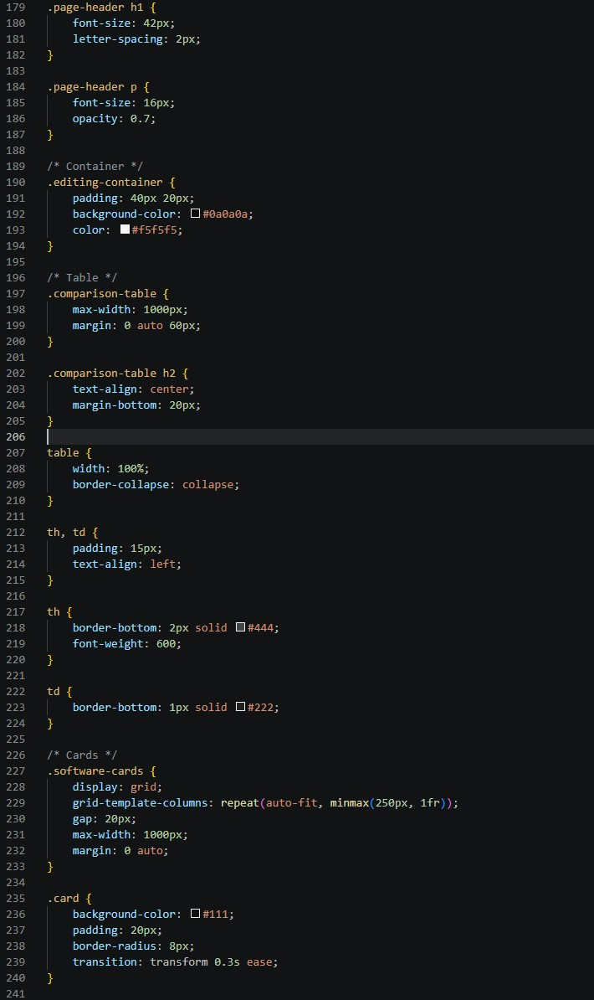 179 .page-header h1 {
180     font-size: 42px;
181     letter-spacing: 2px;
182 }
183
184 .page-header p {
185     font-size: 16px;
186     opacity: 0.7;
187 }
188
189 /* Container */
190 .editing-container {
191     padding: 40px 20px;
192     background-color: #0a0a0a;
193     color: #f5f5f5;
194 }
195
196 /* Table */
197 .comparison-table {
198     max-width: 1000px;
199     margin: 0 auto 60px;
200 }
201
202 .comparison-table h2 {
203     text-align: center;
204     margin-bottom: 20px;
205 }
206
207 table {
208     width: 100%;
209     border-collapse: collapse;
210 }
211
212 th, td {
213     padding: 15px;
214     text-align: left;
215 }
216
217 th {
218     border-bottom: 2px solid #444;
219     font-weight: 600;
220 }
221
222 td {
223     border-bottom: 1px solid #222;
224 }
225
226 /* Cards */
227 .software-cards {
228     display: grid;
229     grid-template-columns: repeat(auto-fit, minmax(250px, 1fr));
230     gap: 20px;
231     max-width: 1000px;
232     margin: 0 auto;
233 }
234
235 .card {
236     background-color: #111;
237     padding: 20px;
238     border-radius: 8px;
239     transition: transform 0.3s ease;
240 }
241